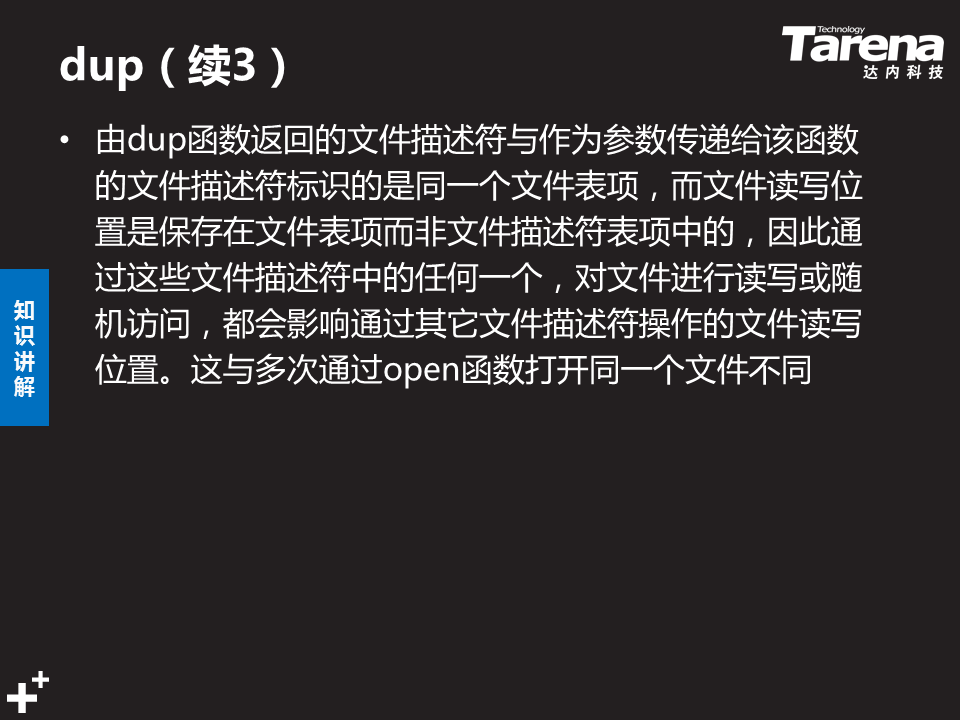 dup（续3）
Technology
Tarena
达内科技
• 由dup函数返回的文件描述符与作为参数传递给该函数
的文件描述符标识的是同一个文件表项，而文件读写位
置是保存在文件表项而非文件描述符表项中的，因此通
过这些文件描述符中的任何一个，对文件进行读写或随
机访问，都会影响通过其它文件描述符操作的文件读写
位置。这与多次通过open函数打开同一个文件不同
知
识
讲
解